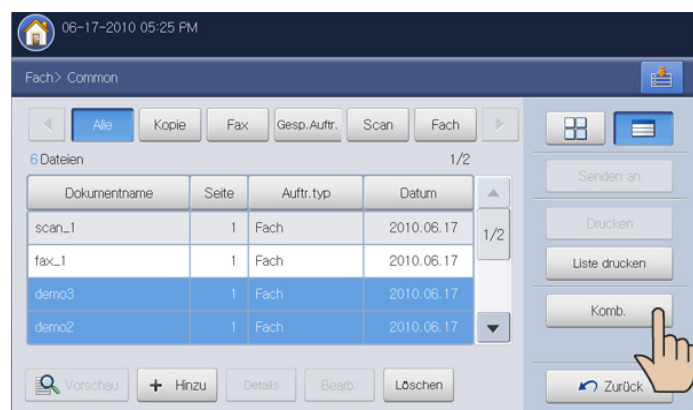 06-17-2010 05:25 PM
Fach> Common
Alle Kopie Fax Gesp.Auftr. Scan Fach
6 Dateien 1/2
Dokumentname Seite Auftr.typ Datum
scan_1 1 Fach 2010.06.17
1/2
fax_1 1 Fach 2010.06.17
demo3 1 Fach 2010.06.17
demo2 1 Fach 2010.06.17
Vorschau + Hinzu Details Bearb. Löschen
Senden an
Drucken
Liste drucken
Komb.
Zurück